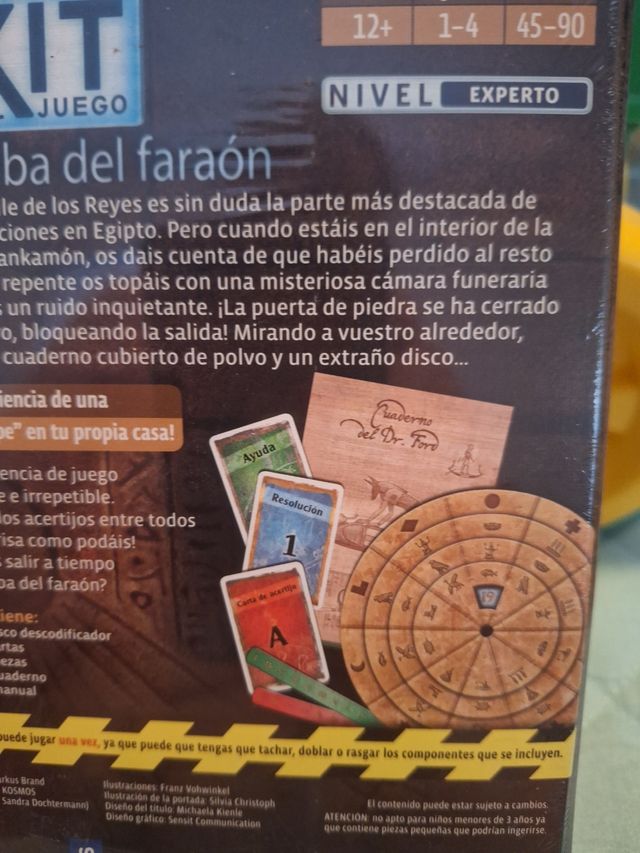 XIT
JUEGO
12+ 1-4 45-90
NIVEL EXPERTO
ba del faraón
lle de los Reyes es sin duda la parte más destacada de
ciones en Egipto. Pero cuando estáis en el interior de la
ankamón, os dais cuenta de que habéis perdido al resto
repente os topáis con una misteriosa cámara funeraria
s un ruido inquietante. ¡La puerta de piedra se ha cerrado
o, bloqueando la salida! Mirando a vuestro alrededor,
cuaderno cubierto de polvo y un extraño disco...
iencia de una
pe” en tu propia casa!
encia de juego
e e irrepetible.
los acertijos entre todos
risa como podáis!
s salir a tiempo
ba del faraón?
iene:
sco descodificador
rtas
ezas
uaderno
manual
Cuaderno
del Dr. Ford
Ayuda
Resolución
1
Carta de acertijo
A
19
puede jugar una vez, ya que puede que tengas que tachar, doblar o rasgar los componentes que se incluyen.
arkus Brand
KOSMOS
Sandra Dochtermann)
Ilustraciones: Franz Vohwinkel
Ilustración de la portada: Silvia Christoph
Diseño del título: Michaela Kienle
Diseño gráfico: Sensit Communication
El contenido puede estar sujeto a cambios.
ATENCIÓN: no apto para niños menores de 3 años ya
que contiene piezas pequeñas que podrían ingerirse.